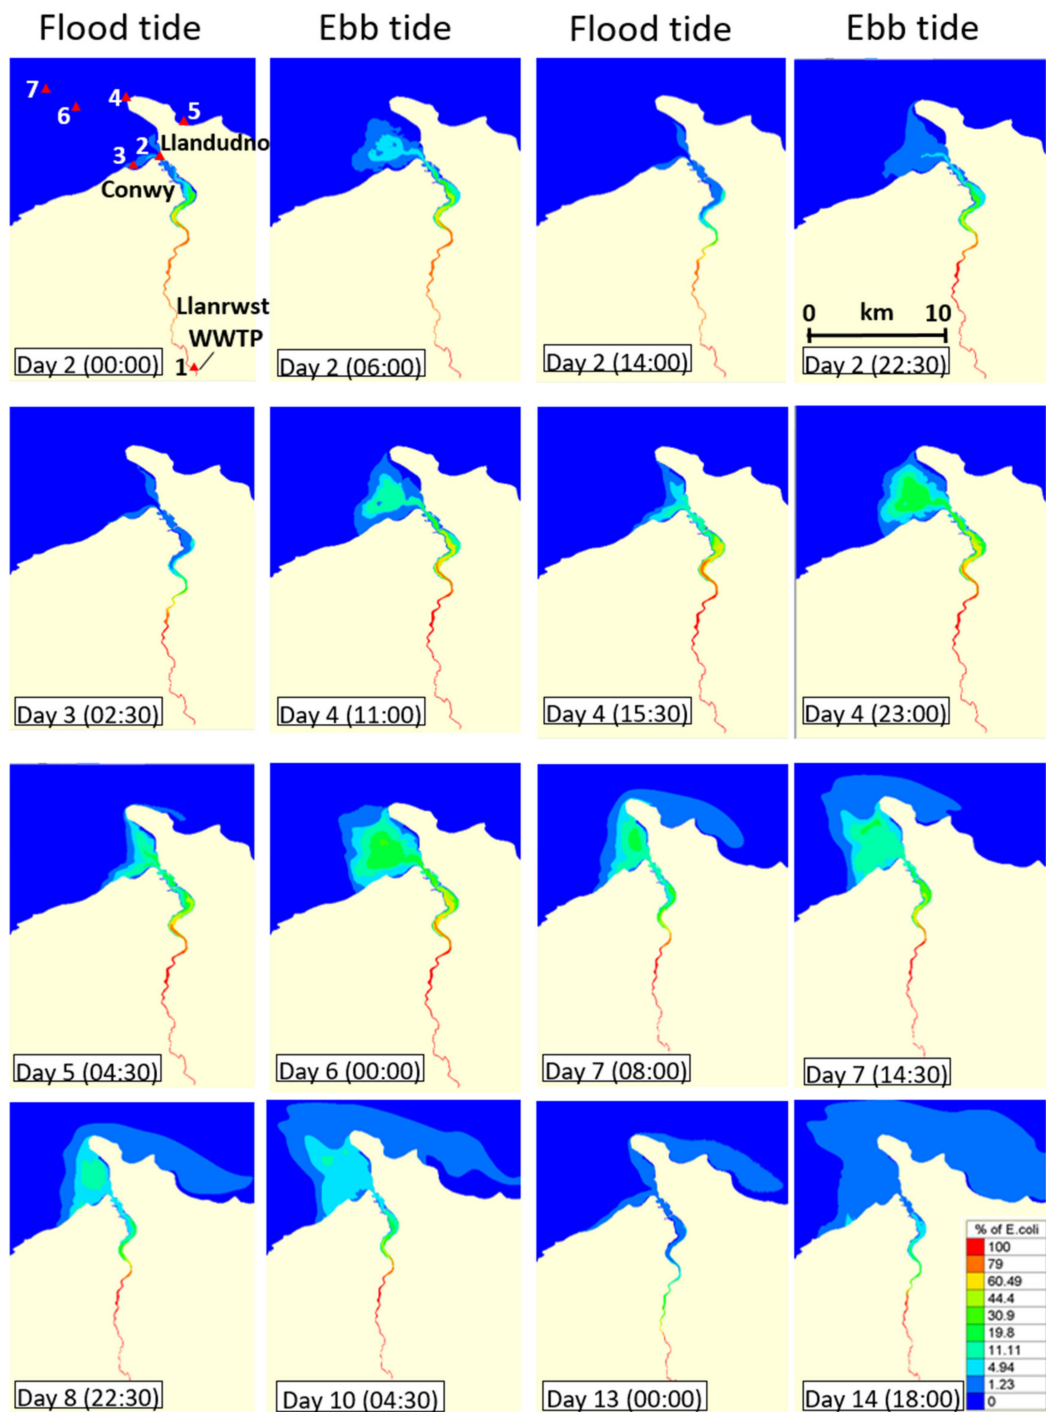 Flood tide
Ebb tide
Flood tide
Ebb tide
7
4
6
5
2
Llandudno
3
Conwy
Llanrwst
WWTP
1
Day 2 (00:00)
Day 2 (06:00)
Day 2 (14:00)
0 km 10
Day 2 (22:30)
Day 3 (02:30)
Day 4 (11:00)
Day 4 (15:30)
Day 4 (23:00)
Day 5 (04:30)
Day 6 (00:00)
Day 7 (08:00)
Day 7 (14:30)
% of E.coli
100
79
60.49
44.4
30.9
19.8
11.11
4.94
1.23
0
Day 8 (22:30)
Day 10 (04:30)
Day 13 (00:00)
Day 14 (18:00)